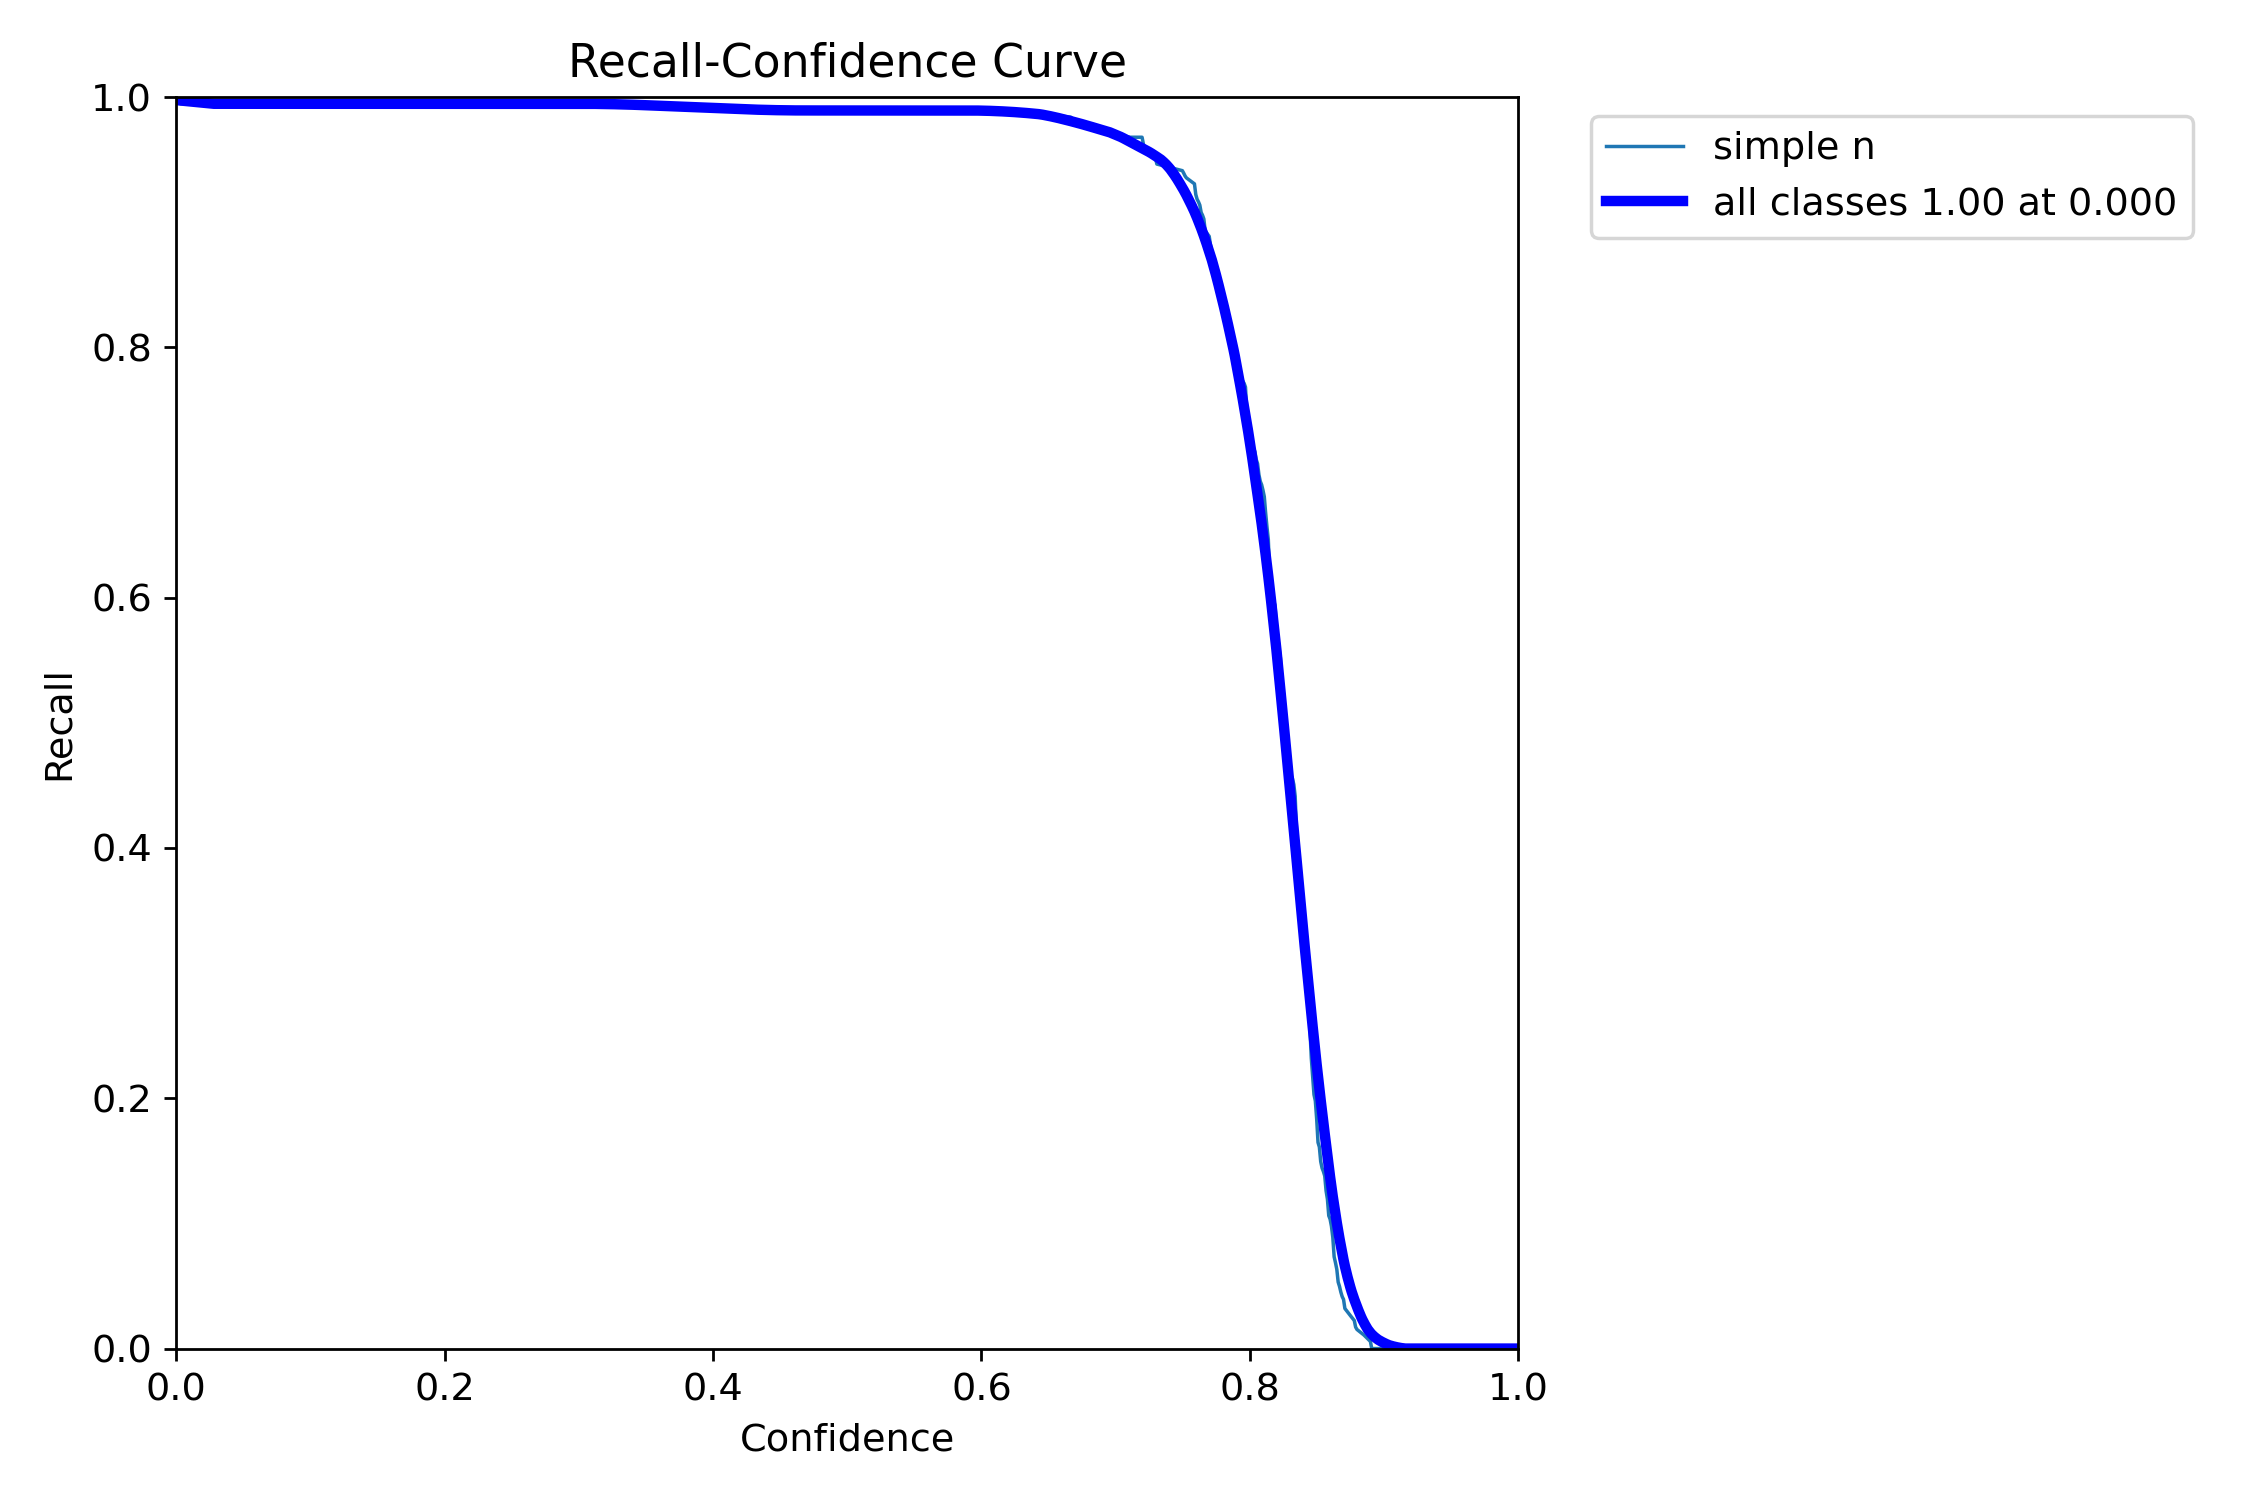 Recall-Confidence Curve
1.0
0.8
0.6
0.4
0.2
0.0
Recall
0.0 0.2 0.4 0.6 0.8 1.0
Confidence
simple n
all classes 1.00 at 0.000